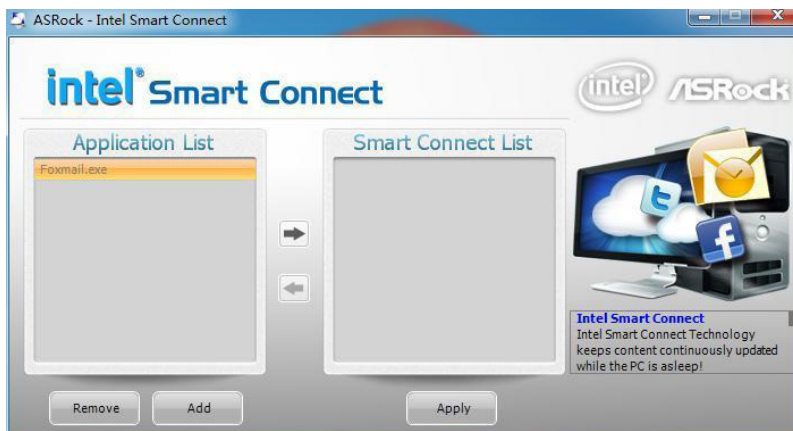 ASRock - Intel Smart Connect
intel® Smart Connect
intel ASRock
Application List
Smart Connect List
Foxmail.exe
Intel Smart Connect
Intel Smart Connect Technology
keeps content continuously updated
while the PC is asleep!
Remove
Add
Apply